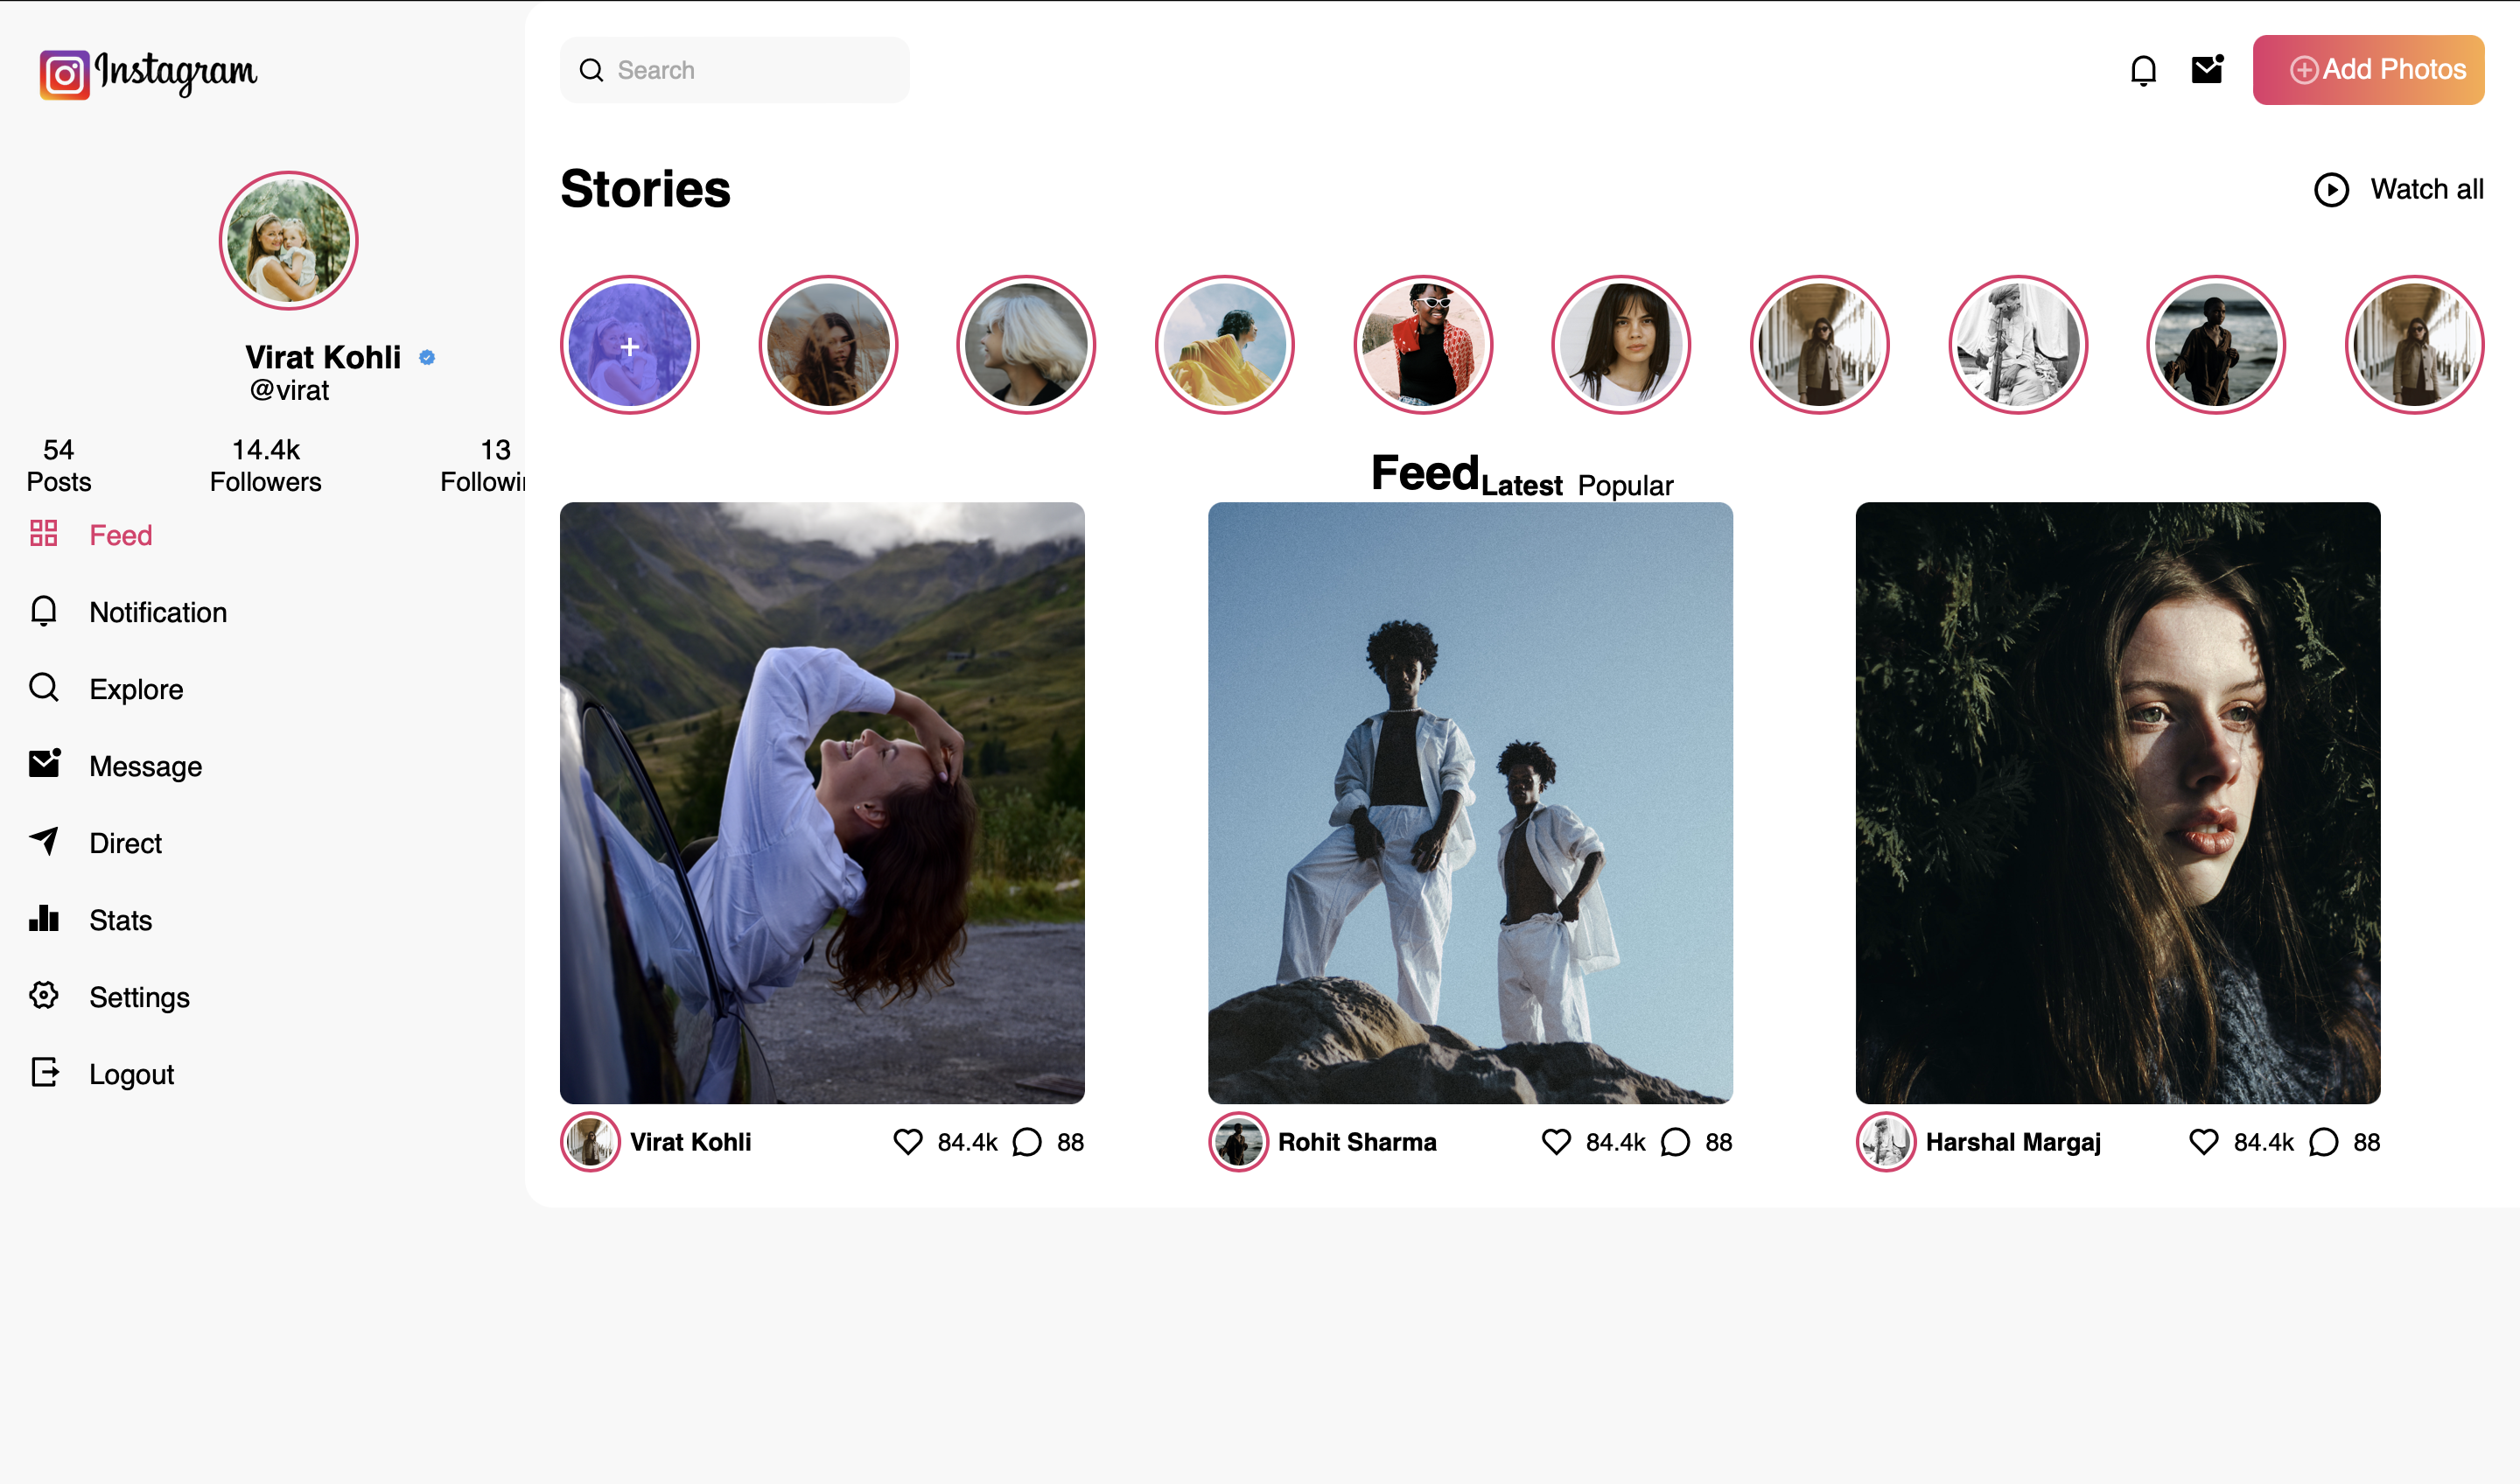 Instagram
Search
Add Photos
Stories
Watch all
Virat Kohli
@virat
54
Posts
14.4k
Followers
13
Followin
Feed
Notification
Explore
Message
Direct
Stats
Settings
Logout
Feed Latest Popular
Virat Kohli 84.4k 88
Rohit Sharma 84.4k 88
Harshal Margaj 84.4k 88